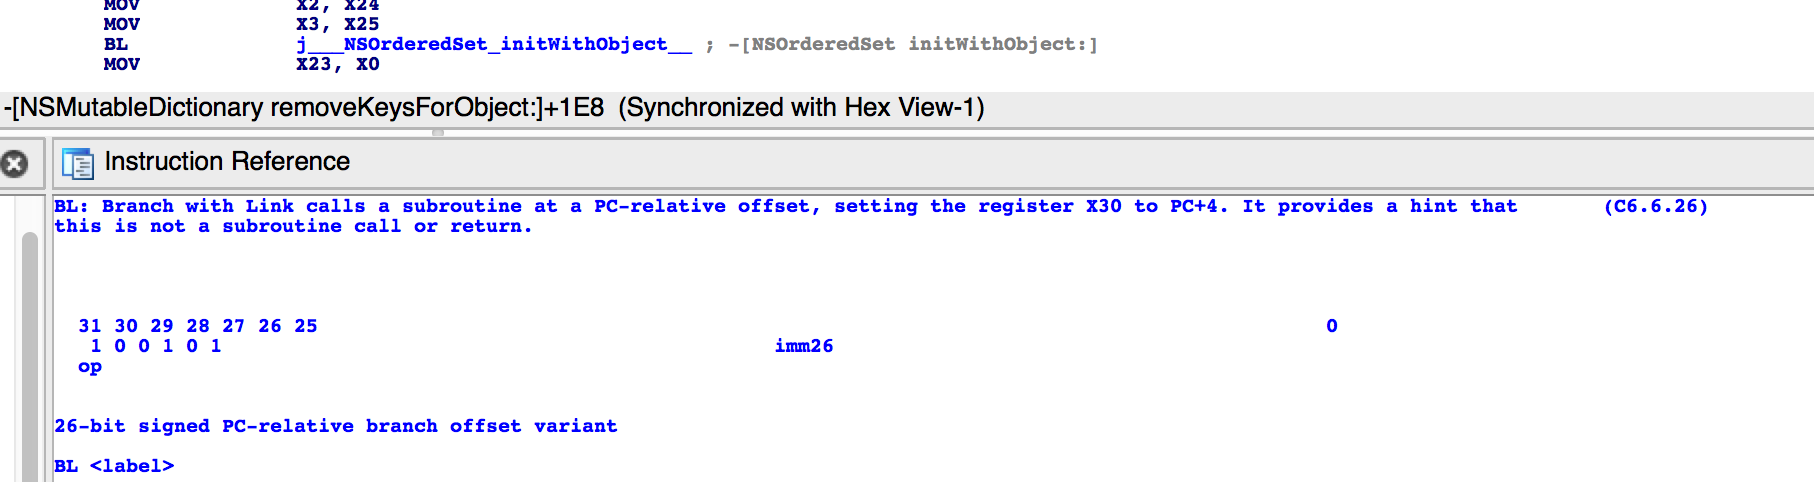 MOV X2, X24
MOV X3, X25
BL j___NSOrderedSet_initWithObject__ ; -[NSOrderedSet initWithObject:]
MOV X23, X0
-[NSMutableDictionary removeKeysForObject:]+1E8 (Synchronized with Hex View-1)
Instruction Reference
BL: Branch with Link calls a subroutine at a PC-relative offset, setting the register X30 to PC+4. It provides a hint that (C6.6.26)
this is not a subroutine call or return.
31 30 29 28 27 26 25 0
1 0 0 1 0 1 imm26
op
26-bit signed PC-relative branch offset variant
BL <label>